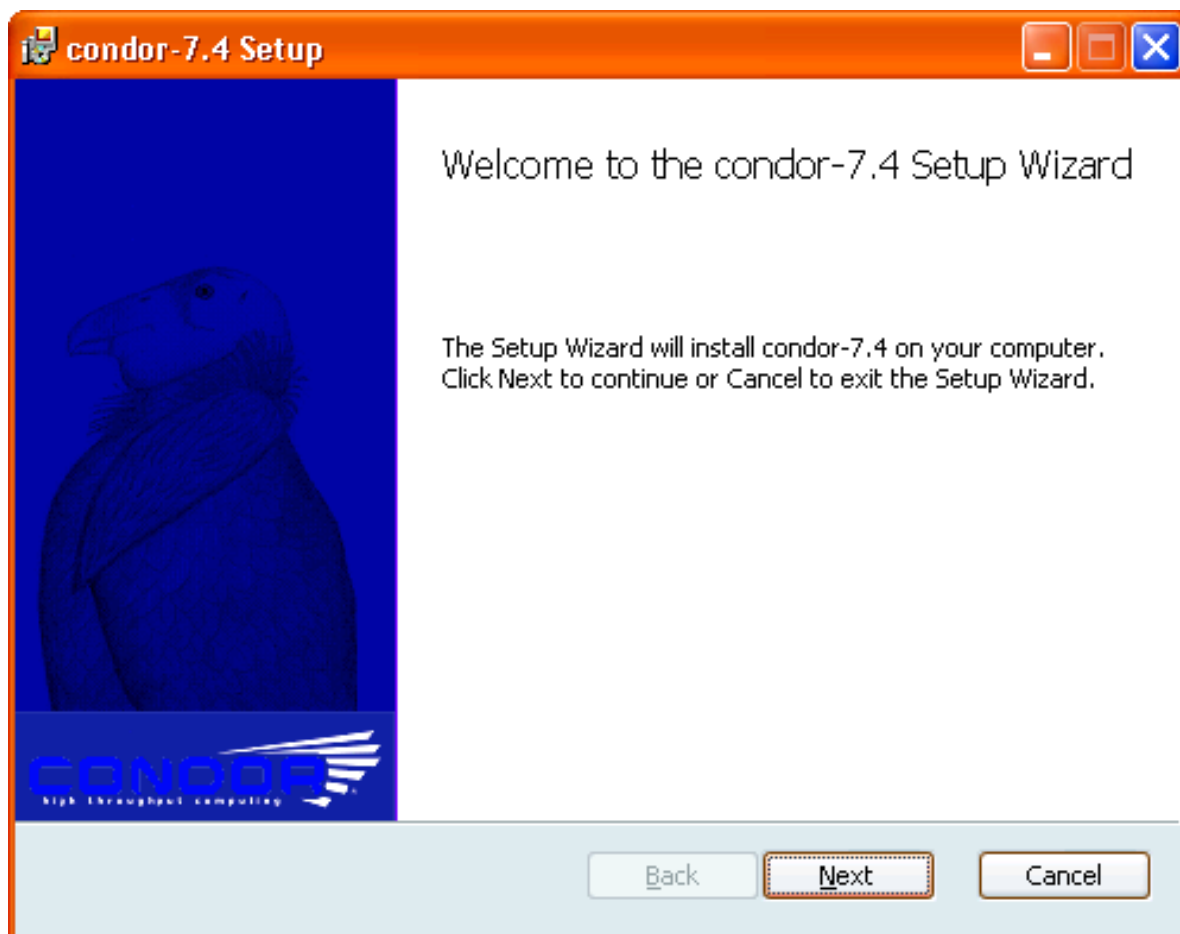 condor-7.4 Setup
Welcome to the condor-7.4 Setup Wizard
The Setup Wizard will install condor-7.4 on your computer.
Click Next to continue or Cancel to exit the Setup Wizard.
CONDOR
high throughput computing
Back
Next
Cancel